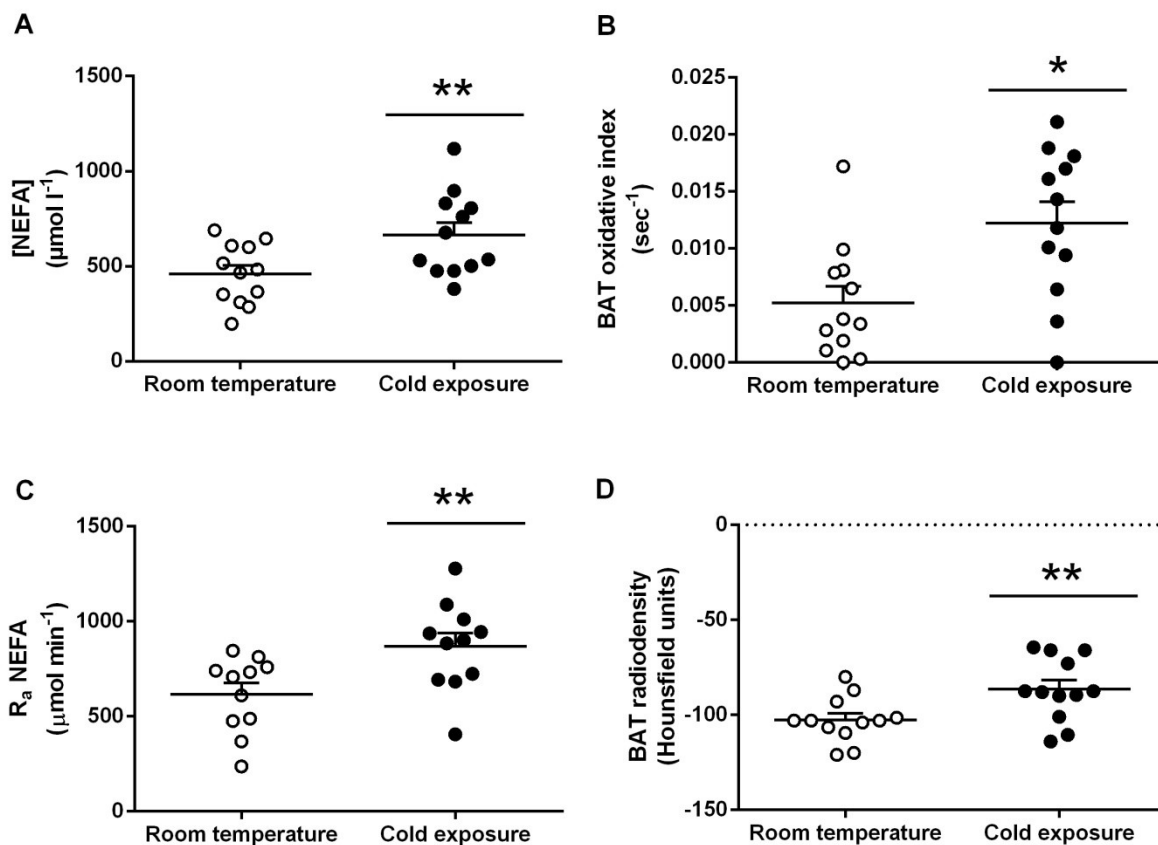 A
[NEFA]
(µmol l⁻¹)
1500
1000
500
0
**
Room temperature
Cold exposure
B
BAT oxidative index
(sec⁻¹)
0.025
0.020
0.015
0.010
0.005
0.000
*
Room temperature
Cold exposure
C
Rₐ NEFA
(µmol min⁻¹)
1500
1000
500
0
**
Room temperature
Cold exposure
D
BAT radiodensity
(Hounsfield units)
0
-50
-100
-150
**
Room temperature
Cold exposure